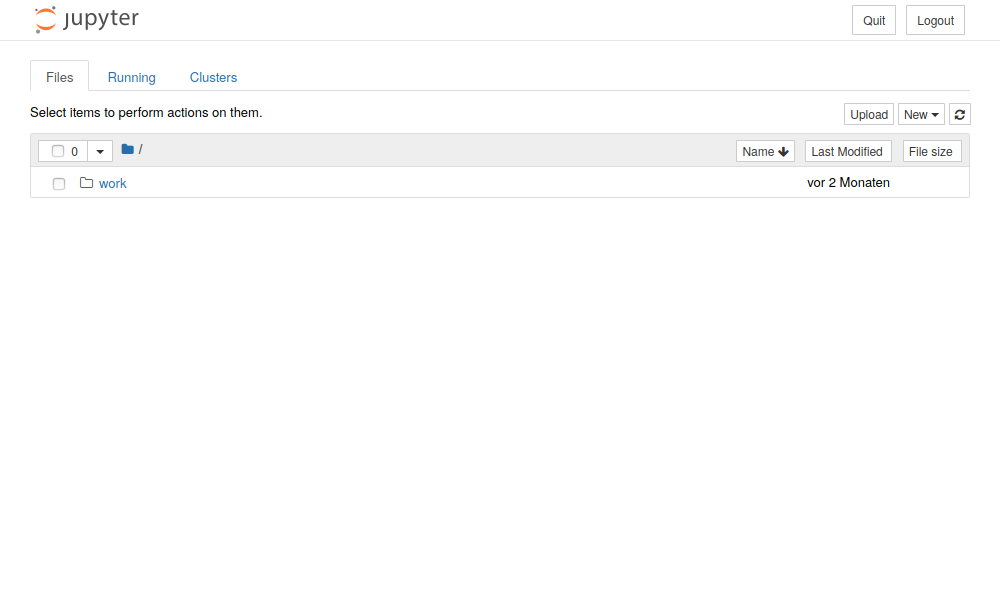 jupyter Quit Logout
Files Running Clusters
Select items to perform actions on them. Upload New
0 / Name Last Modified File size
work vor 2 Monaten